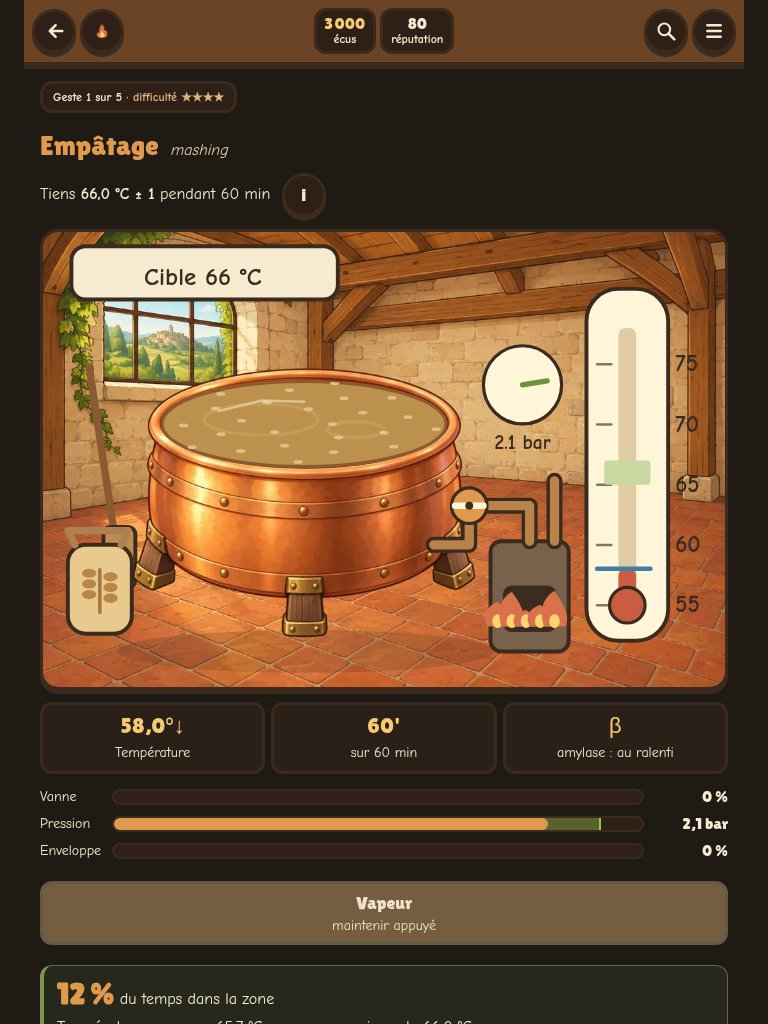 3 000
écus
80
réputation
Geste 1 sur 5 · difficulté ★★★★
Empâtage mashing
Tiens 66,0 °C ± 1 pendant 60 min i
Cible 66 °C
75
70
65
60
55
2.1 bar
58,0°↓
Température
60'
sur 60 min
β
amylase : au ralenti
Vanne 0 %
Pression 2,1 bar
Enveloppe 0 %
Vapeur
maintenir appuyé
12 % du temps dans la zone